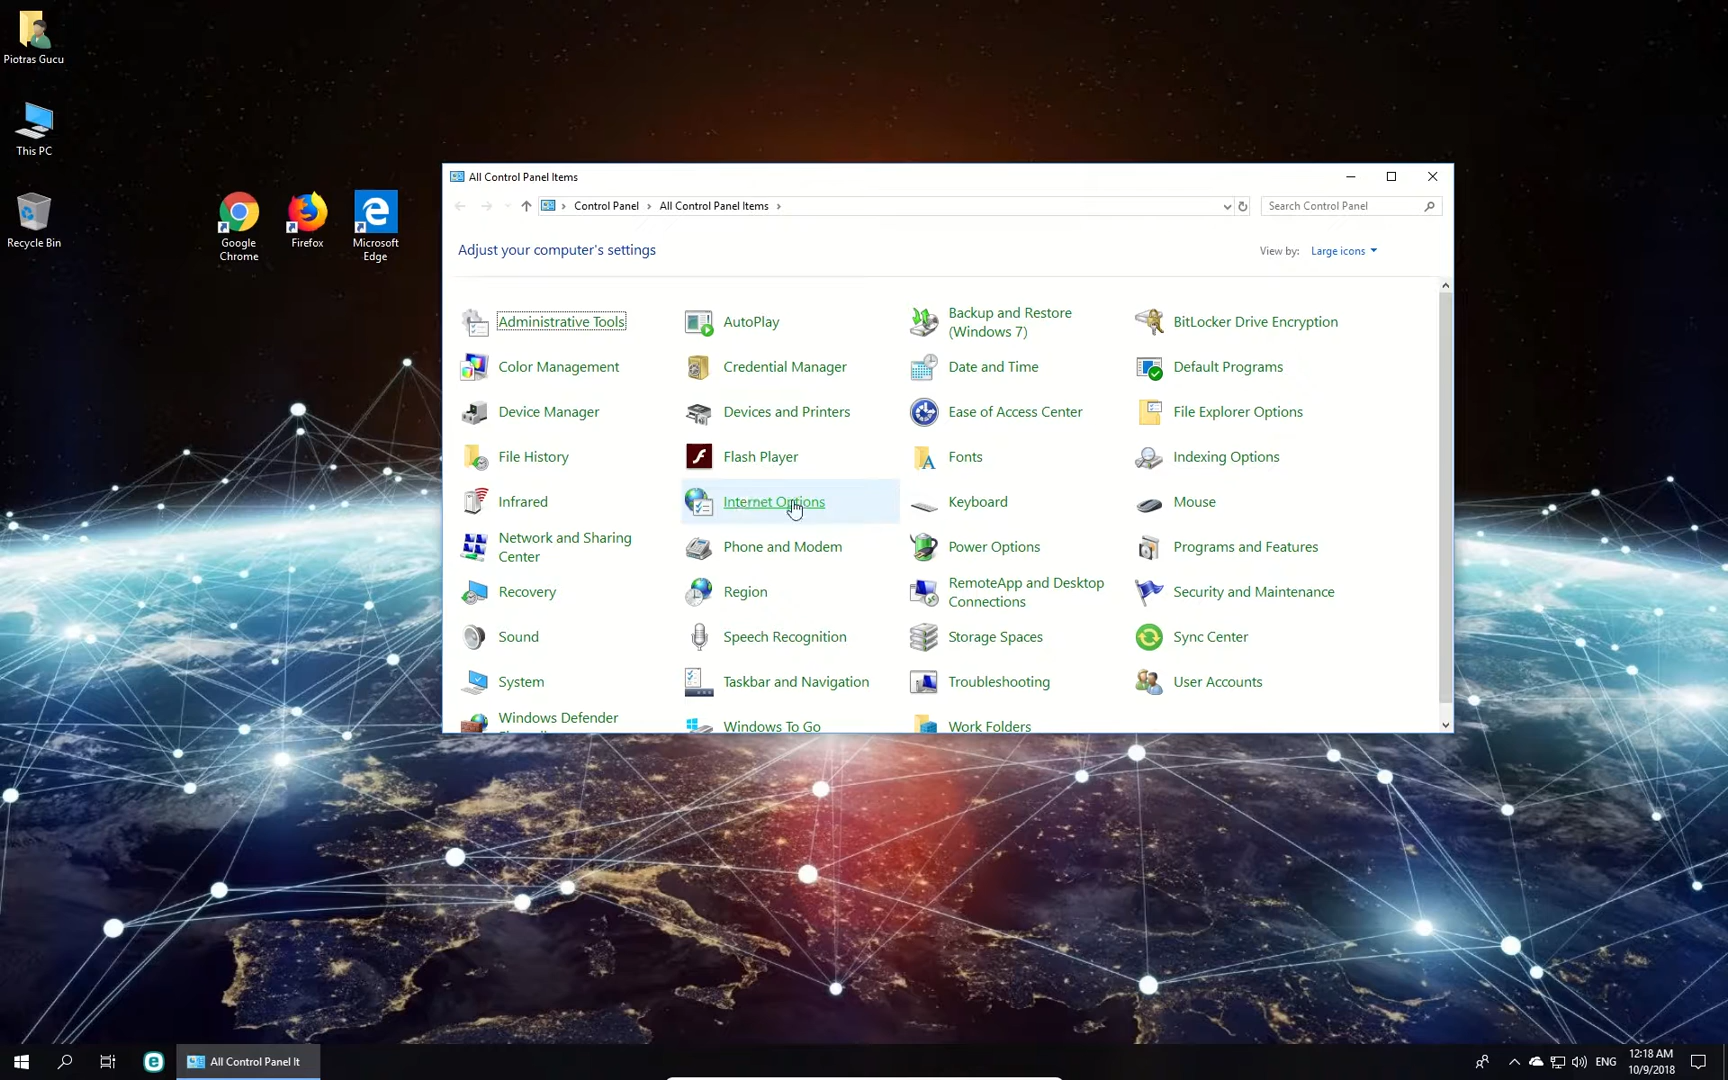 Piotras Gucu
This PC
Recycle Bin
Google
Chrome
Firefox
Microsoft
Edge
All Control Panel Items
Control Panel
All Control Panel Items
Search Control Panel
Adjust your computer's settings
View by:
Large icons
Administrative Tools
AutoPlay
Backup and Restore
(Windows 7)
BitLocker Drive Encryption
Color Management
Credential Manager
Date and Time
Default Programs
Device Manager
Devices and Printers
Ease of Access Center
File Explorer Options
File History
Flash Player
Fonts
Indexing Options
Infrared
Internet Options
Keyboard
Mouse
Network and Sharing
Center
Phone and Modem
Power Options
Programs and Features
Recovery
Region
RemoteApp and Desktop
Connections
Security and Maintenance
Sound
Speech Recognition
Storage Spaces
Sync Center
System
Taskbar and Navigation
Troubleshooting
User Accounts
Windows Defender
Windows To Go
Work Folders
All Control Panel It
ENG
12:18 AM
10/9/2018